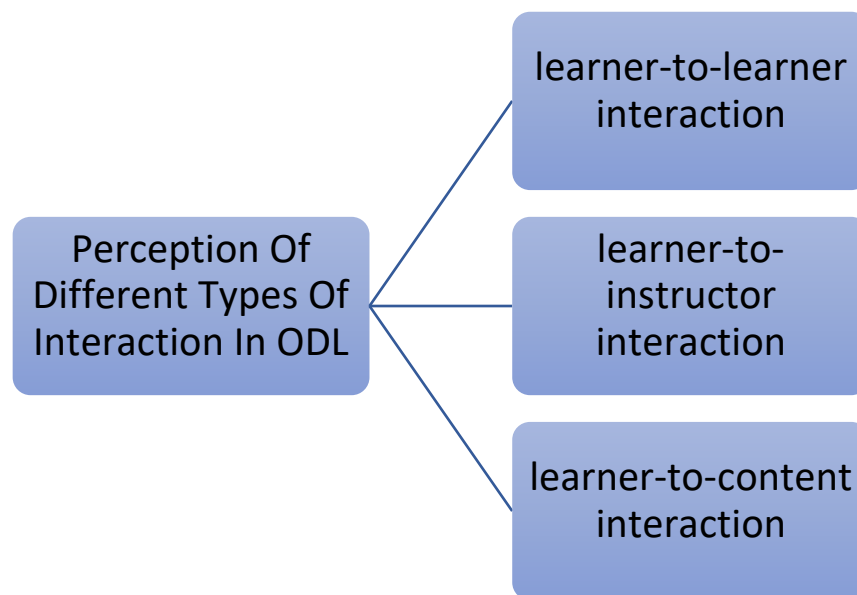 Perception Of
Different Types Of
Interaction In ODL
learner-to-learner
interaction
learner-to-
instructor
interaction
learner-to-content
interaction